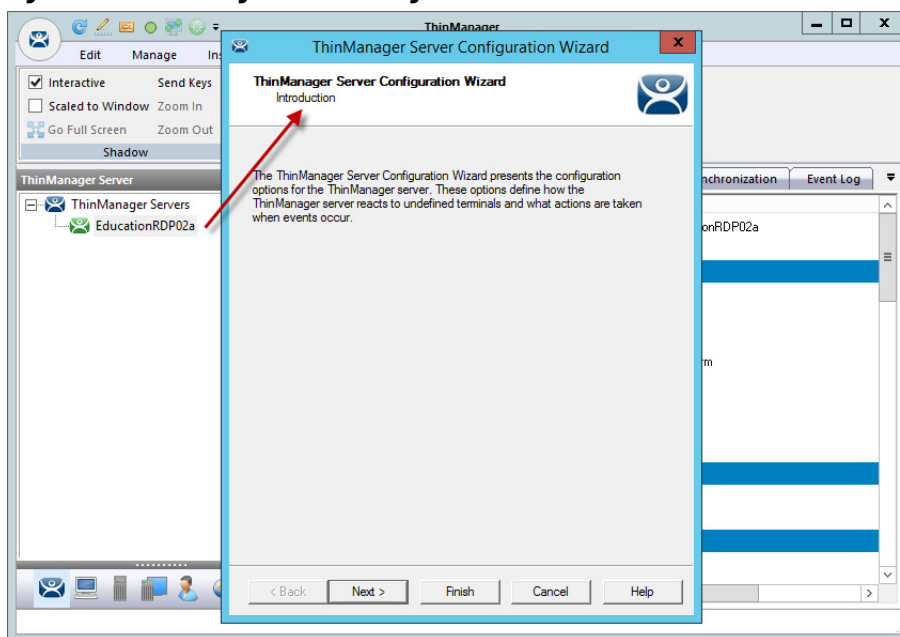 ThinManager
Edit Manage In
Interactive Send Keys
Scaled to Window Zoom In
Go Full Screen Zoom Out
Shadow
ThinManager Server
ThinManager Servers
EducationRDP02a
ThinManager Server Configuration Wizard
X
ThinManager Server Configuration Wizard
Introduction
The ThinManager Server Configuration Wizard presents the configuration
options for the ThinManager server. These options define how the
ThinManager server reacts to undefined terminals and what actions are taken
when events occur.
< Back Next > Finish Cancel Help
nchronization Event Log
onRDP02a
rm